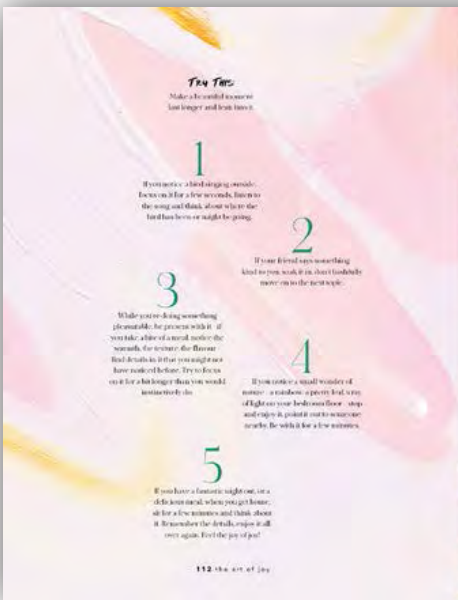 TRY THIS:
Make a beautiful moment
last longer and lean into it.
1
If you notice a bird singing outside,
focus on it for a few seconds, listen to
the song and think about where the
bird has been or might be going.
2
If your friend says something
kind to you, soak it in, don't bashfully
move on to the next topic.
3
While you're doing something
pleasurable, be present with it – if
you take a bite of a meal, notice the
warmth, the texture, the flavour –
find details in it that you might not
have noticed before. Try to focus
on it for a bit longer than you would
instinctively do.
4
If you notice a small wonder of
nature – a rainbow, a pretty leaf, a ray
of light on your bedroom floor – stop
and enjoy it, point it out to someone
nearby. Be with it for a few minutes.
5
If you have a fantastic night out, or a
delicious meal, when you get home,
sit for a few minutes and think about
it. Remember the details, enjoy it all
over again. Feel the joy of joy!
112 the art of joy